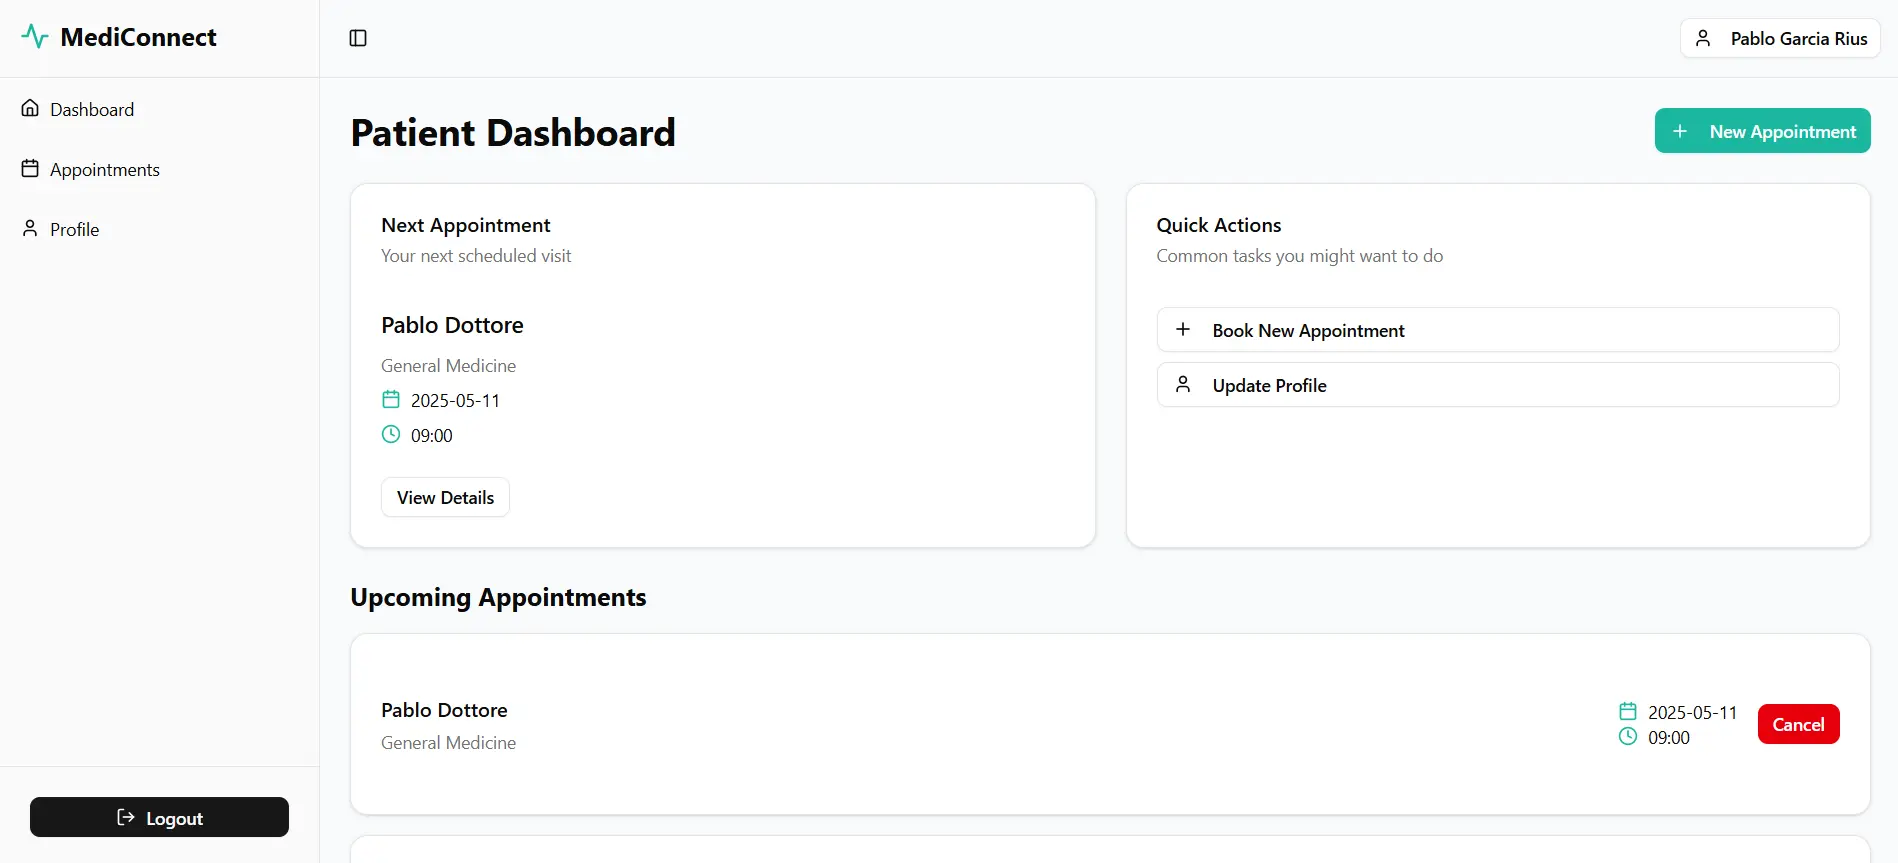 MediConnect
Dashboard
Appointments
Profile
Logout
Pablo Garcia Rius
Patient Dashboard
New Appointment
Next Appointment
Your next scheduled visit
Pablo Dottore
General Medicine
2025-05-11
09:00
View Details
Quick Actions
Common tasks you might want to do
Book New Appointment
Update Profile
Upcoming Appointments
Pablo Dottore
General Medicine
2025-05-11
09:00
Cancel